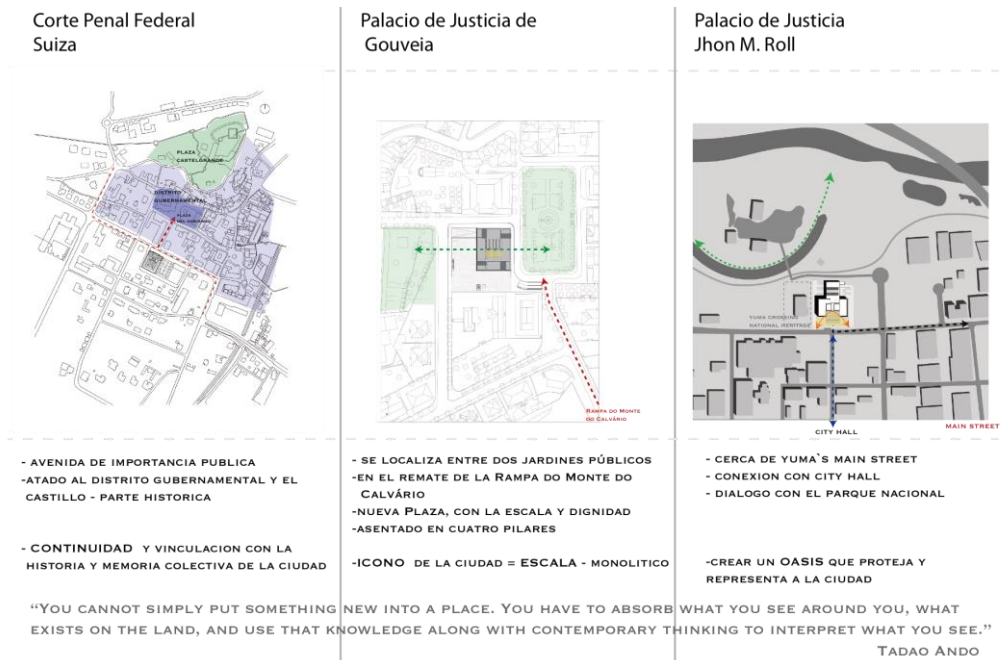 Corte Penal Federal
Suiza
PLAZA
CASTELGRANDE
DISTRITO
GUBERNAMENTAL
PLAZA
- AVENIDA DE IMPORTANCIA PUBLICA
-ATADO AL DISTRITO GUBERNAMENTAL Y EL
CASTILLO - PARTE HISTORICA
- CONTINUIDAD Y VINCULACION CON LA
HISTORIA Y MEMORIA COLECTIVA DE LA CIUDAD
Palacio de Justicia de
Gouveia
RAMPA DO MONTE
DO CALVÁRIO
- SE LOCALIZA ENTRE DOS JARDINES PÚBLICOS
-EN EL REMATE DE LA RAMPA DO MONTE DO
CALVÁRIO
-NUEVA PLAZA, CON LA ESCALA Y DIGNIDAD
-ASENTADO EN CUATRO PILARES
-ICONO DE LA CIUDAD = ESCALA - MONOLITICO
Palacio de Justicia
Jhon M. Roll
YUMA CROSSING
NATIONAL HERITAGE
CITY HALL
MAIN STREET
- CERCA DE YUMA`S MAIN STREET
- CONEXION CON CITY HALL
- DIALOGO CON EL PARQUE NACIONAL
-CREAR UN OASIS QUE PROTEJA Y
REPRESENTA A LA CIUDAD
“YOU CANNOT SIMPLY PUT SOMETHING NEW INTO A PLACE. YOU HAVE TO ABSORB WHAT YOU SEE AROUND YOU, WHAT
EXISTS ON THE LAND, AND USE THAT KNOWLEDGE ALONG WITH CONTEMPORARY THINKING TO INTERPRET WHAT YOU SEE.”
TADAO ANDO